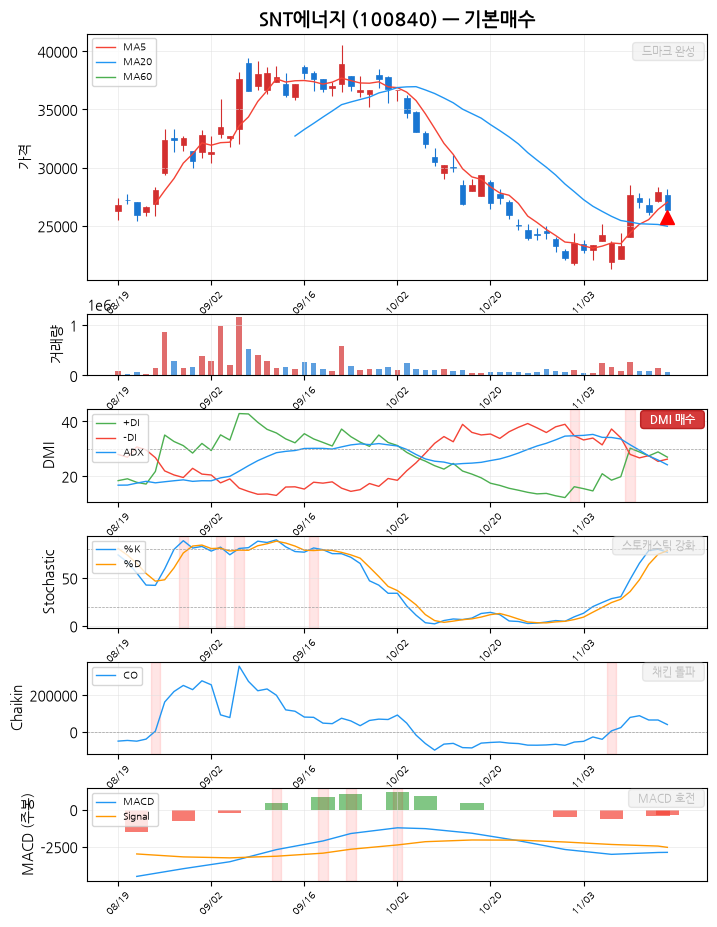 SNT에너지 (100840) — 기본매수
MA5
MA20
MA60
드마크 완성
40000
35000
30000
25000
가격
08/19
09/02
09/16
10/02
10/20
11/03
1e6
1
0
거래량
08/19
09/02
09/16
10/02
10/20
11/03
+DI
-DI
ADX
DMI 매수
40
20
DMI
08/19
09/02
09/16
10/02
10/20
11/03
%K
%D
스토캐스틱 강화
50
0
Stochastic
08/19
09/02
09/16
10/02
10/20
11/03
CO
채킨 돌파
200000
0
Chaikin
08/19
09/02
09/16
10/02
10/20
11/03
MACD
Signal
MACD 호전
0
-2500
MACD (주봉)
08/19
09/02
09/16
10/02
10/20
11/03